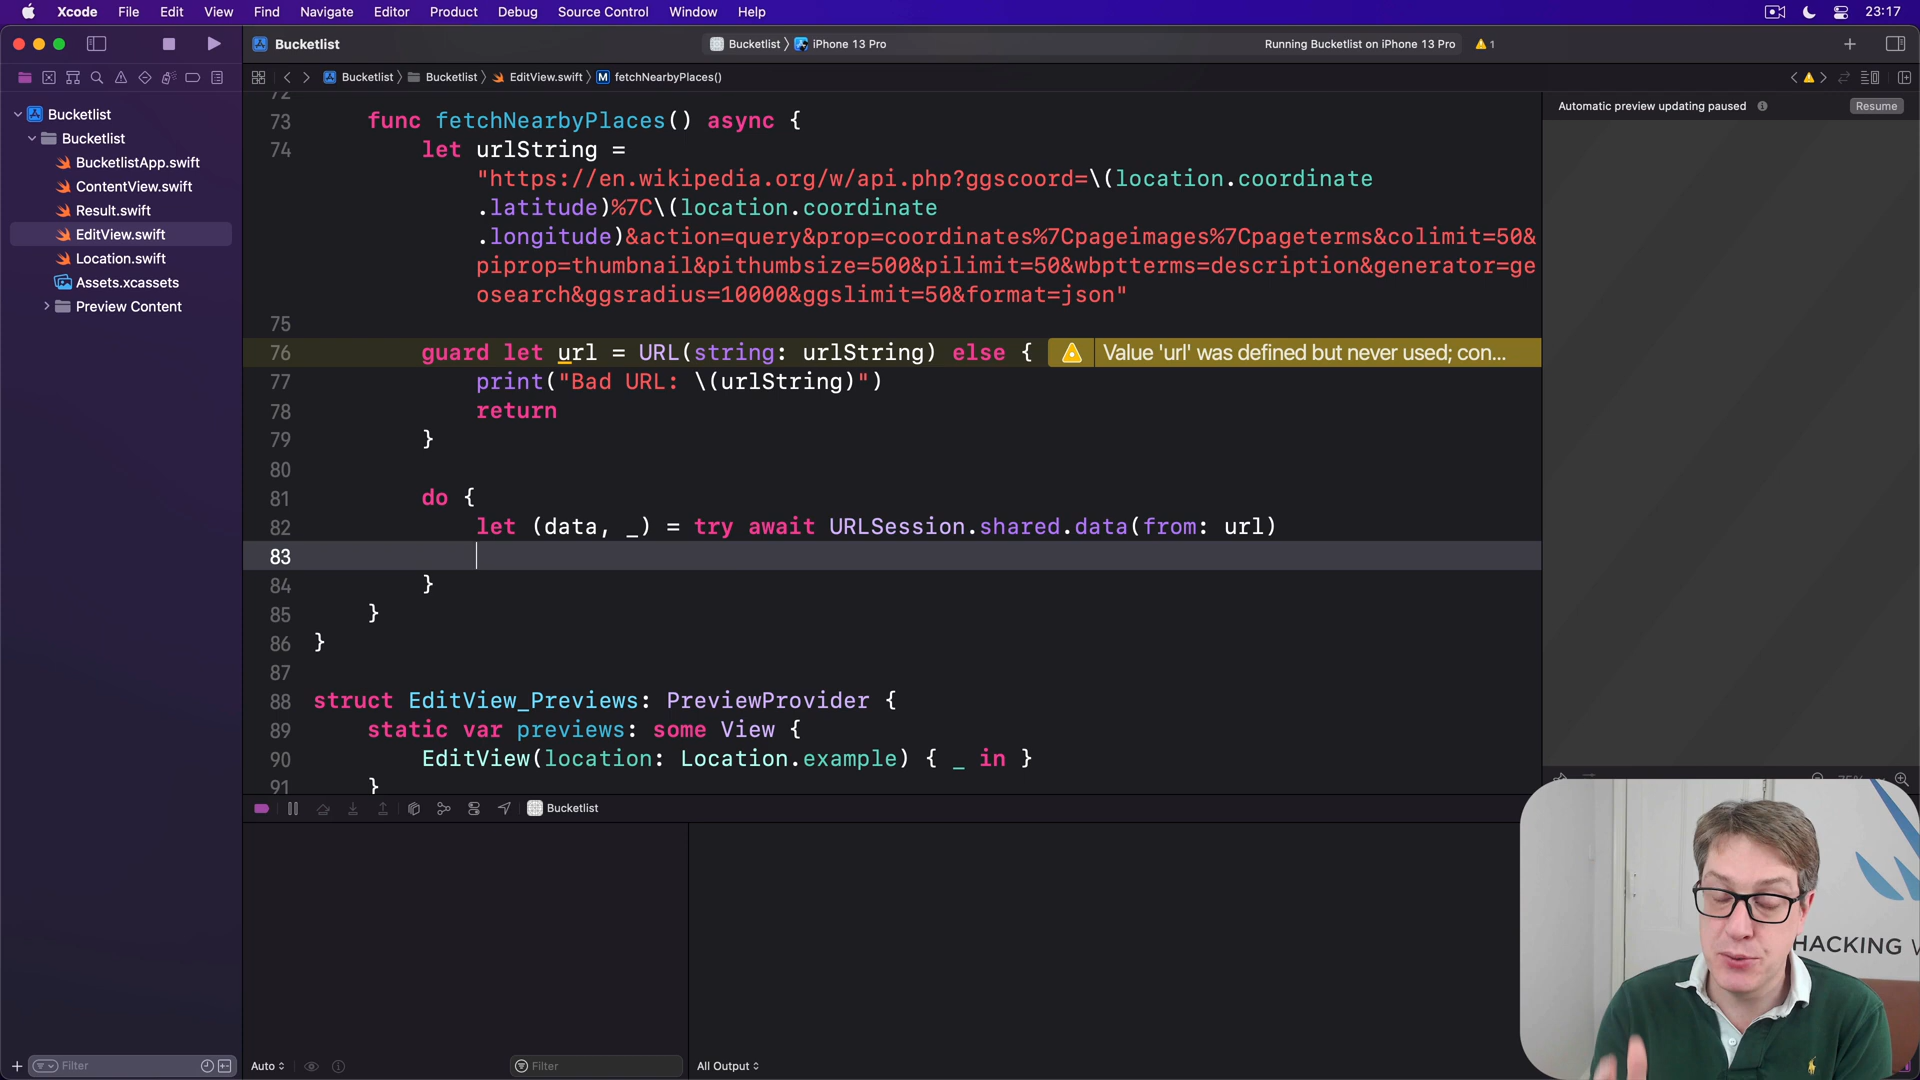 Xcode File Edit View Find Navigate Editor Product Debug Source Control Window Help 23:17
Bucketlist Bucketlist iPhone 13 Pro Running Bucketlist on iPhone 13 Pro 1
Bucketlist Bucketlist EditView.swift M fetchNearbyPlaces()
Automatic preview updating paused Resume
Bucketlist
Bucketlist
BucketlistApp.swift
ContentView.swift
Result.swift
EditView.swift
Location.swift
Assets.xcassets
Preview Content
72
73 func fetchNearbyPlaces() async {
74 let urlString =
"https://en.wikipedia.org/w/api.php?ggscoord=\(location.coordinate
.latitude)%7C\(location.coordinate
.longitude)&action=query&prop=coordinates%7Cpageimages%7Cpageterms&colimit=50&
piprop=thumbnail&pithumbsize=500&pilimit=50&wbptterms=description&generator=ge
osearch&ggsradius=10000&ggslimit=50&format=json"
75
76 guard let url = URL(string: urlString) else { Value 'url' was defined but never used; con...
77 print("Bad URL: \(urlString)")
78 return
79 }
80
81 do {
82 let (data, _) = try await URLSession.shared.data(from: url)
83
84 }
85 }
86 }
87
88 struct EditView_Previews: PreviewProvider {
89 static var previews: some View {
90 EditView(location: Location.example) { _ in }
91 }
Bucketlist
HACKING W
Filter
Auto
Filter
All Output